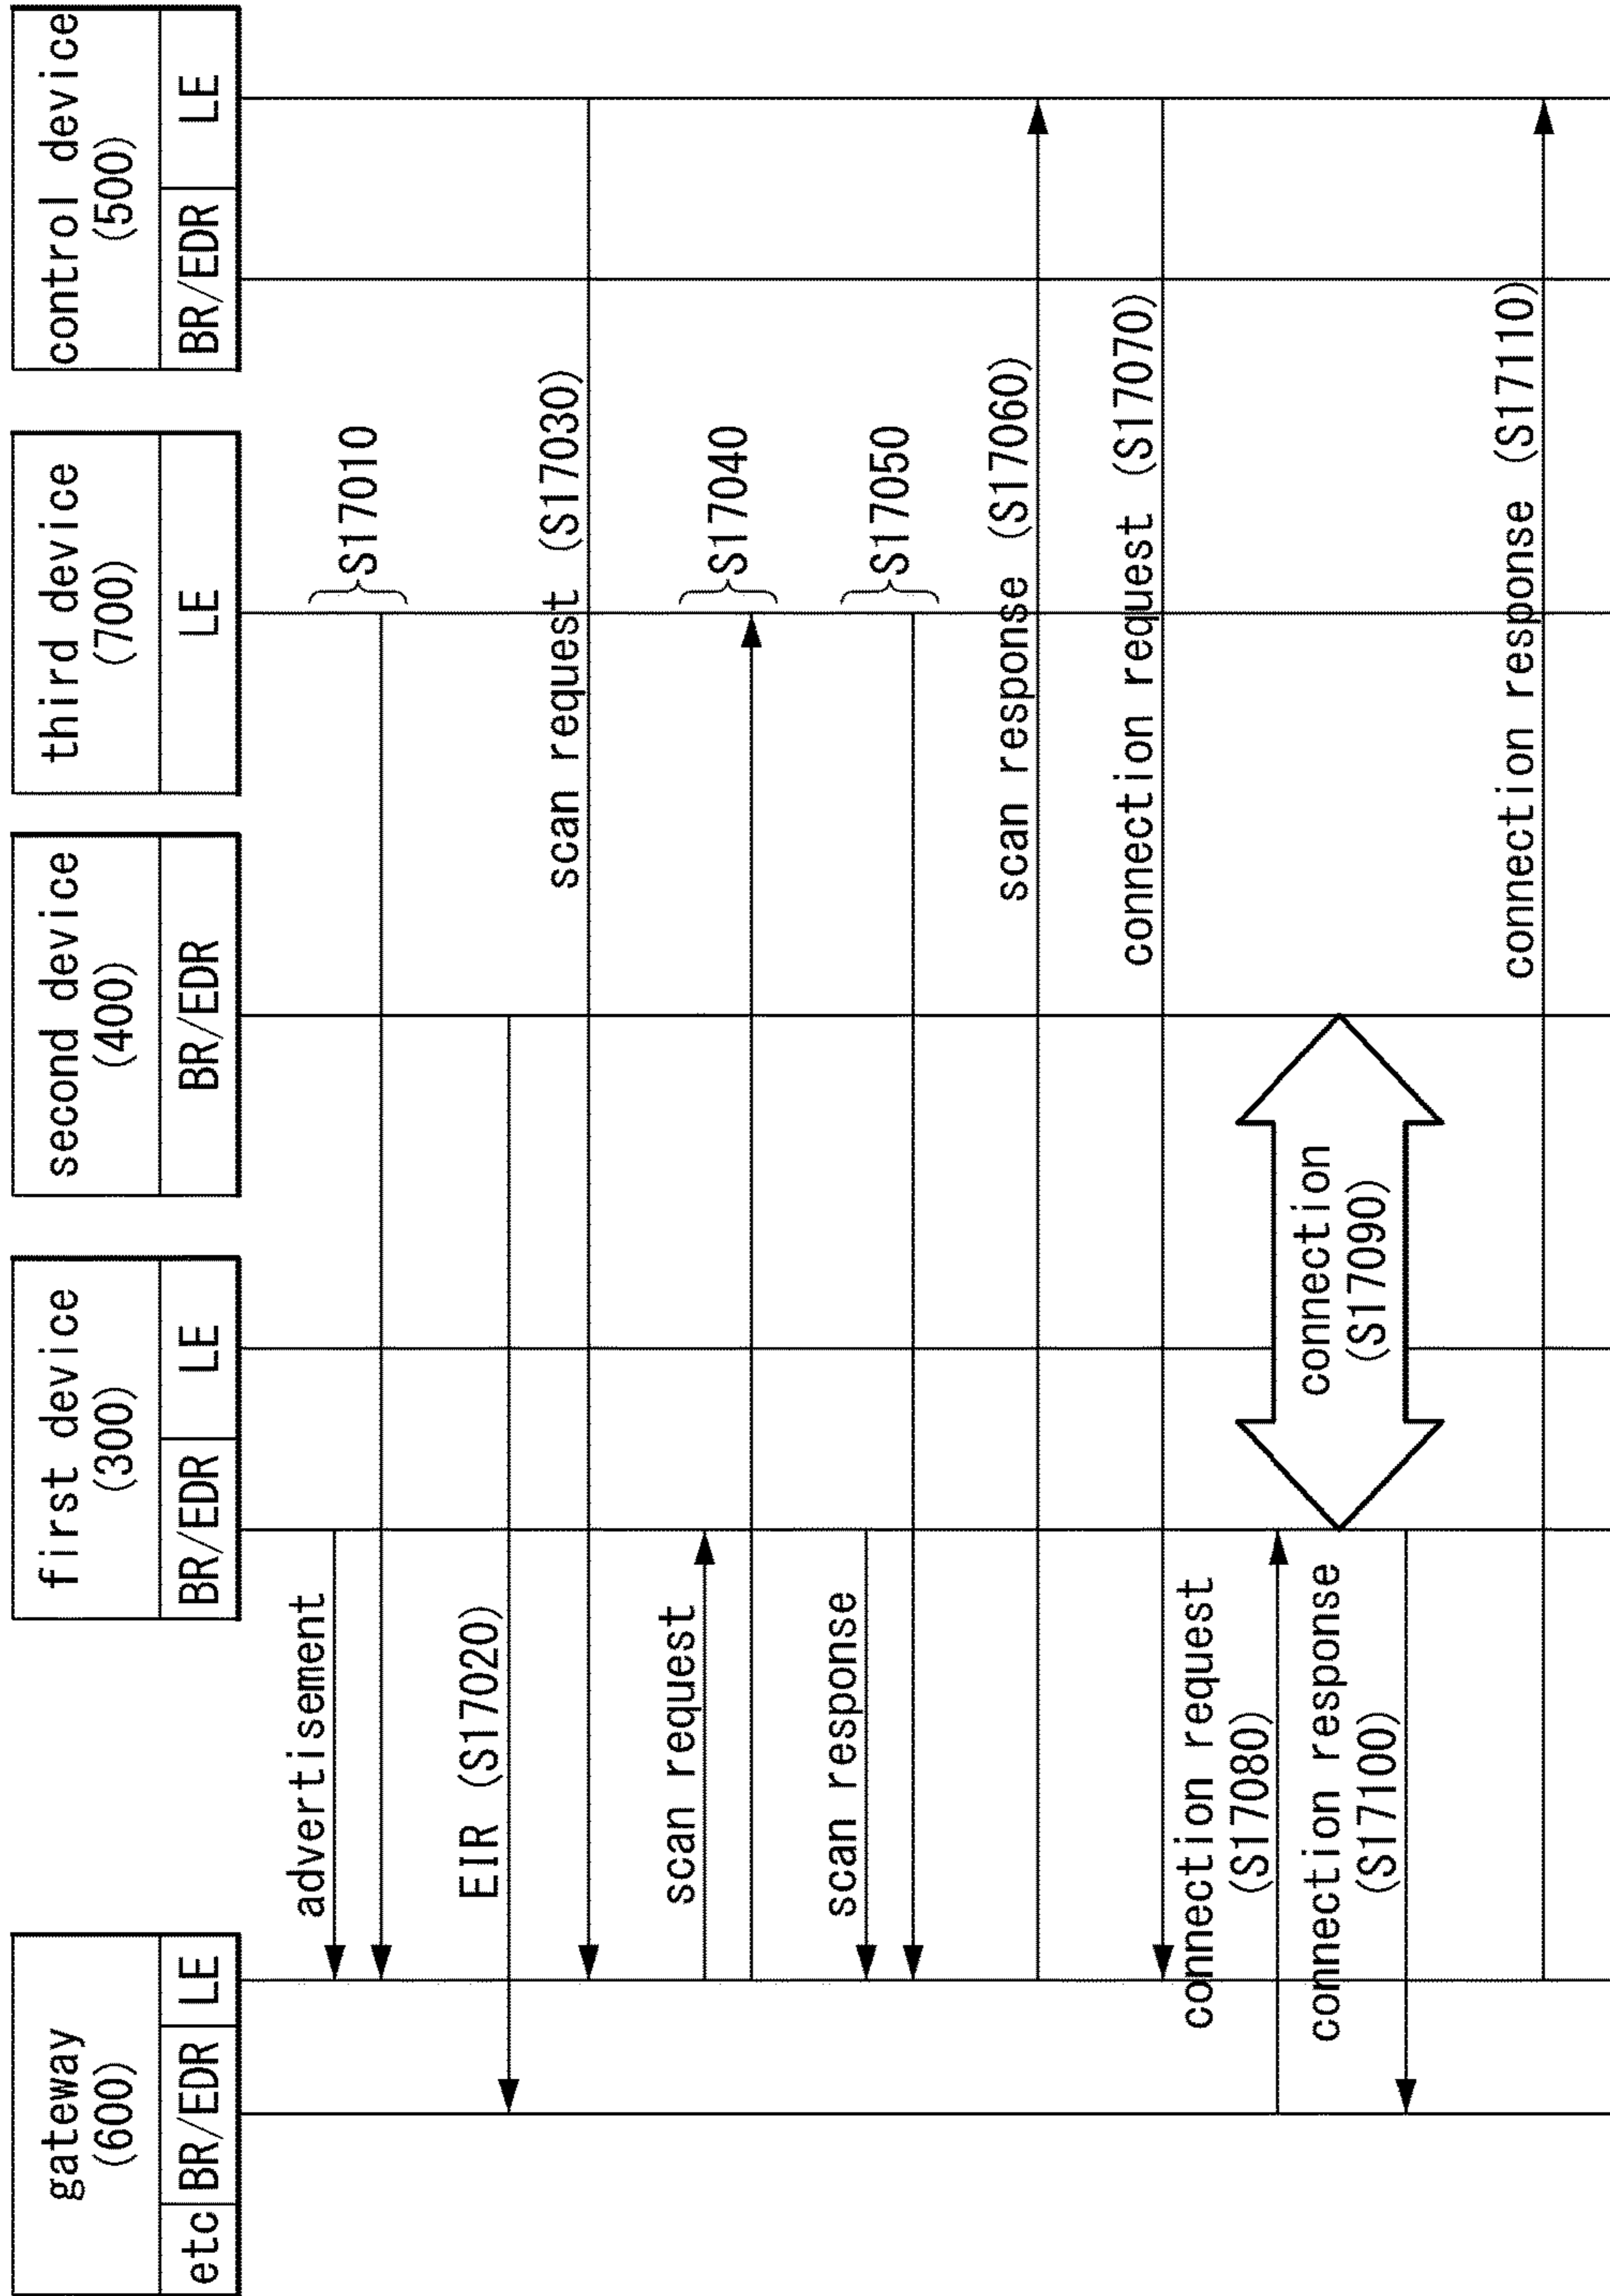 gateway
(600)
etc
BR/EDR
LE
first device
(300)
BR/EDR
LE
second device
(400)
BR/EDR
third device
(700)
LE
control device
(500)
BR/EDR
LE
advertisement
S17010
EIR (S17020)
scan request (S17030)
scan request
S17040
scan response
S17050
scan response (S17060)
connection request (S17070)
connection request
(S17080)
connection
(S17090)
connection response
(S17100)
connection response (S17110)